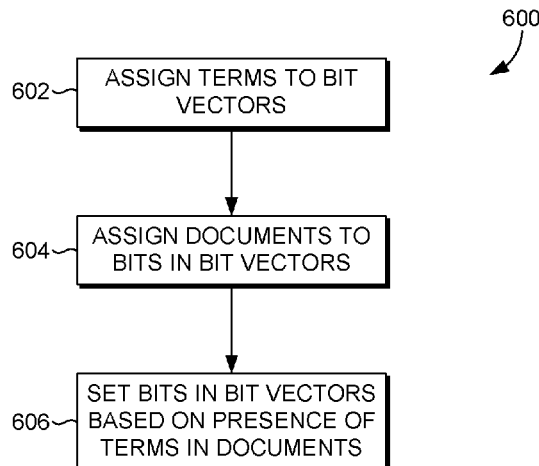 600
602
ASSIGN TERMS TO BIT
VECTORS
604
ASSIGN DOCUMENTS TO
BITS IN BIT VECTORS
606
SET BITS IN BIT VECTORS
BASED ON PRESENCE OF
TERMS IN DOCUMENTS